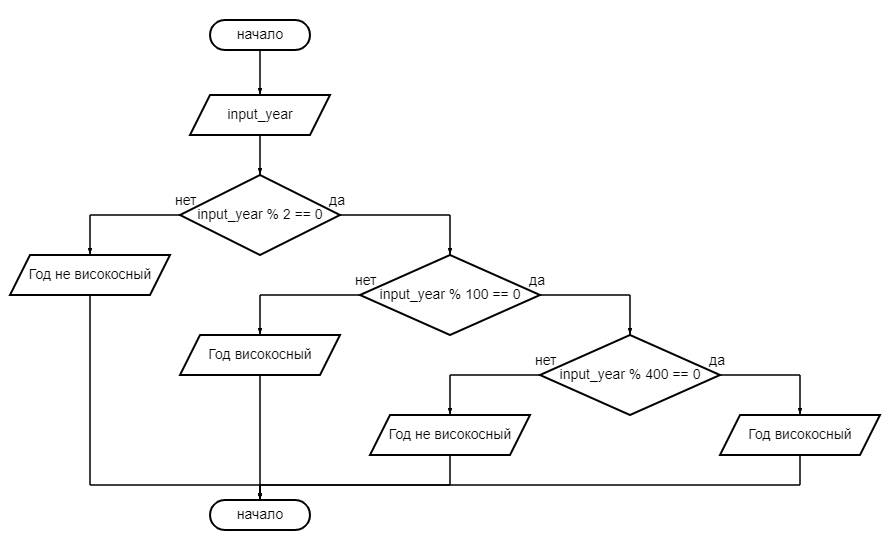 начало
input_year
нет
да
input_year % 2 == 0
Год не високосный
нет
да
input_year % 100 == 0
Год високосный
нет
да
input_year % 400 == 0
Год не високосный
Год високосный
начало